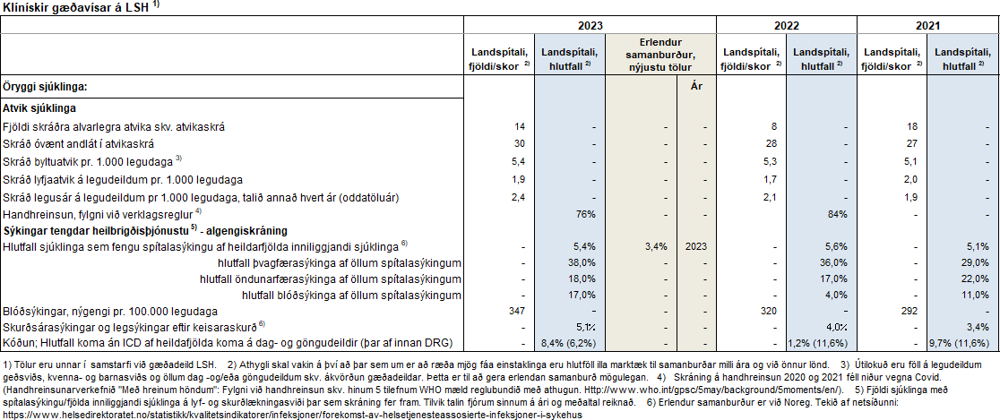 Klínískir gæðavísar á LSH 1)
2023 2022 2021
Landspítali, fjöldi/skor 2) Landspítali, hlutfall 2) Erlendur samanburður, nýjustu tölur Landspítali, fjöldi/skor 2) Landspítali, hlutfall 2) Landspítali, fjöldi/skor 2) Landspítali, hlutfall 2)
Öryggi sjúklinga: Ár
Atvik sjúklinga
Fjöldi skráðra alvarlegra atvika skv. atvikaskrá 14 - - - 8 - 18 -
Skráð óvænt andlát í atvikaskrá 30 - - - 28 - 27 -
Skráð byltuatvik pr. 1.000 legudaga 3) 5,4 - - - 5,3 - 5,1 -
Skráð lyfjaatvik á legudeildum pr. 1.000 legudaga 1,9 - - - 1,7 - 2,0 -
Skráð legusár á legudeildum pr 1.000 legudaga, talið annað hvert ár (oddatöluár) 2,4 - - - 2,1 - 1,9 -
Handhreinsun, fylgni við verklagsreglur 4) 76% - - 84% - -
Sýkingar tengdar heilbrigðisþjónustu 5) - algengiskráning
Hlutfall sjúklinga sem fengu spítalasýkingu af heildarfjölda inniliggjandi sjúklinga 6) - 5,4% 3,4% 2023 - 5,6% - 5,1%
hlutfall þvagfærasýkinga af öllum spítalasýkingum - 38,0% - - - 36,0% - 29,0%
hlutfall öndunarfæraýkinga af öllum spítalasýkingum - 18,0% - - - 17,0% - 22,0%
hlutfall blóðsýkinga af öllum spítalasýkingum - 17,0% - - - 4,0% - 11,0%
Blóðsýkingar, nýgengi pr. 100.000 legudaga 347 - - - 320 - 292 -
Skurðsárasýkingar og legsýkingar eftir keisaraskurð 6) - 5,1% - - - 4,0% - 3,4%
Kóðun; Hlutfall koma án ICD af heildafjölda koma á dag- og göngudeildir (þar af innan DRG) - 8,4% (6,2%) - - - 1,2% (11,6%) - 9,7% (11,6%)
1) Tölur eru unnar í samstarfi við gæðadeild LSH. 2) Athygli skal vakin á því að þar sem um er að ræða mjög fáa einstaklinga eru hlutföll illa marktæk til samanburðar milli ára og við önnur lönd. 3) Útilokuð eru föll á legudeildum
geðsviðs, kvenna- og barnasviðs og öllum dag -og/eða göngudeildum skv. ákvörðun gæðadeildar. Þetta er til að gera erlendan samanburð mögulegan. 4) Skráning á handhreinsun 2020 og 2021 féll niður vegna Covid.
(Handhreinsunarverkefnið "Með hreinum höndum": Fylgni við handhreinsun skv. hinum 5 tilefnum WHO mæld reglubundið með athugun. Http://www.who.int/gpsc/5may/background/5moments/en/). 5) Fjöldi sjúklinga með
spítalasýkingu/fjölda inniliggjandi sjúklinga á lyf- og skurðlækningasviði þar sem skráning fer fram. Tilvik talin fjórum sinnum á ári og meðaltal reiknað. 6) Erlendur samanburður er við Noreg. Tekið af netsíðunni:
https://www.helsedirektoratet.no/statistikk/kvalitetsindikatorer/infeksjoner/forekomst-av-helsetjenesteassosierte-infeksjoner-i-sykehus